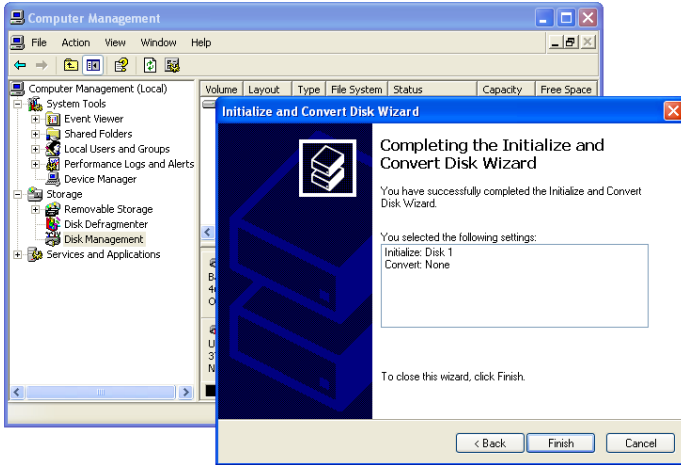 Computer Management
File Action View Window Help
Computer Management (Local)
System Tools
Event Viewer
Shared Folders
Local Users and Groups
Performance Logs and Alerts
Device Manager
Storage
Removable Storage
Disk Defragmenter
Disk Management
Services and Applications
Volume Layout Type File System Status Capacity Free Space
Initialize and Convert Disk Wizard
Completing the Initialize and
Convert Disk Wizard
You have successfully completed the Initialize and Convert
Disk Wizard.
You selected the following settings:
Initialize: Disk 1
Convert: None
To close this wizard, click Finish.
< Back Finish Cancel